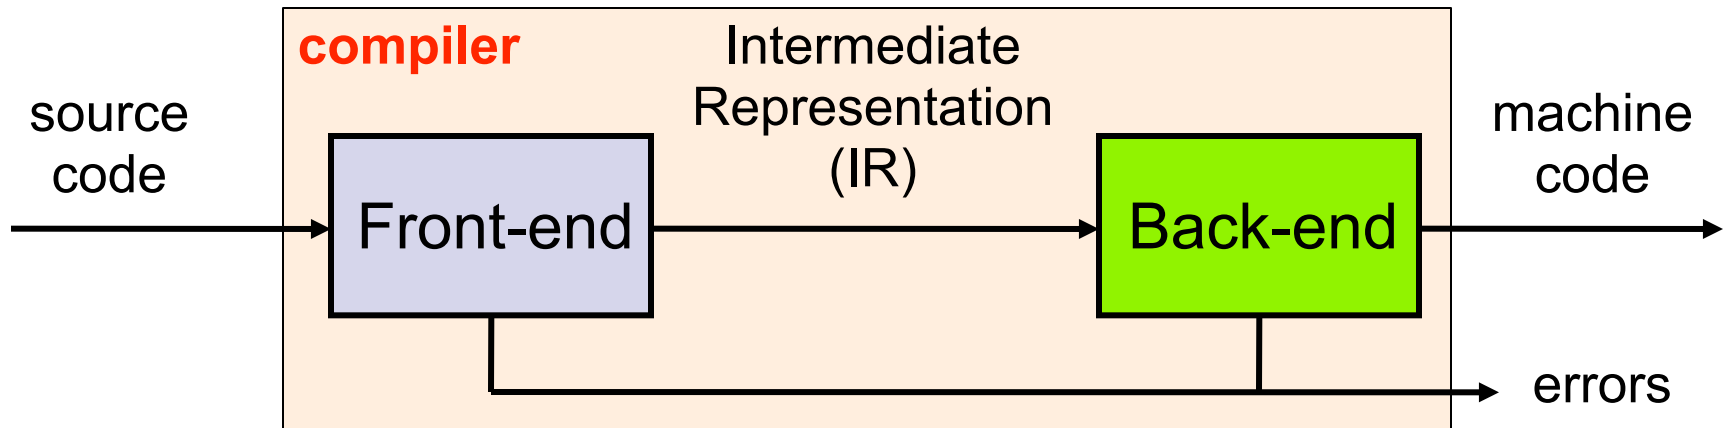 compiler
Intermediate
Representation
(IR)
source
code
Front-end
Back-end
machine
code
errors